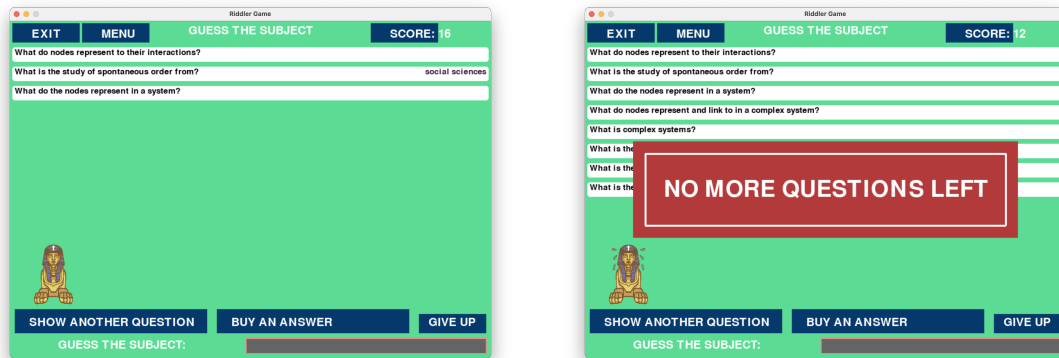 Riddler Game
EXIT MENU GUESS THE SUBJECT SCORE: 16
What do nodes represent to their interactions?
What is the study of spontaneous order from? social sciences
What do the nodes represent in a system?
SHOW ANOTHER QUESTION BUY AN ANSWER GIVE UP
GUESS THE SUBJECT:
Riddler Game
EXIT MENU GUESS THE SUBJECT SCORE: 12
What do nodes represent to their interactions?
What is the study of spontaneous order from?
What do the nodes represent in a system?
What do nodes represent and link to in a complex system?
What is complex systems?
What is the
What is the
What is the
NO MORE QUESTIONS LEFT
SHOW ANOTHER QUESTION BUY AN ANSWER GIVE UP
GUESS THE SUBJECT: